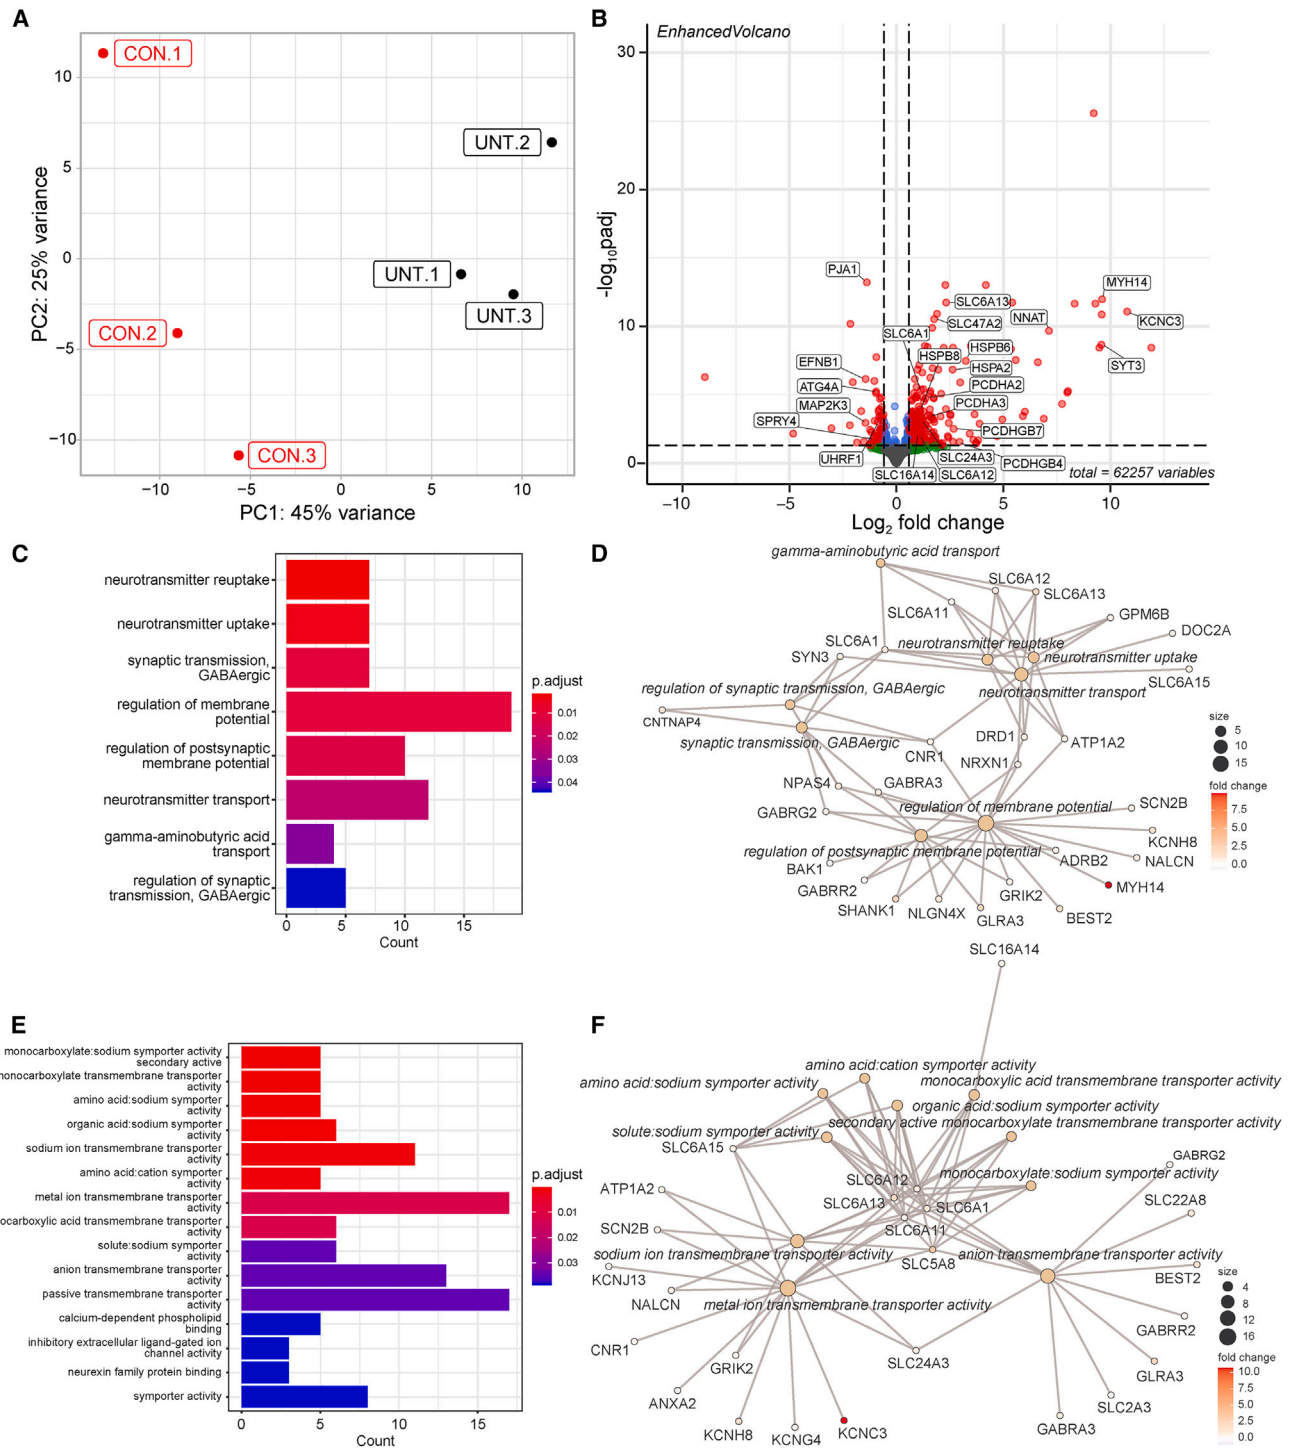 A
CON.1
UNT.2
UNT.1
UNT.3
CON.2
CON.3
10
5
0
−5
−10
PC2: 25% variance
−10
−5
0
5
10
PC1: 45% variance
B
EnhancedVolcano
30
20
10
0
-log10padj
PJA1
SLC6A13
MYH14
SLC47A2
NNAT
KCNC3
SLC6A1
HSPB8
HSPB6
SYT3
EFNB1
HSPA2
ATG4A
PCDHA2
MAP2K3
PCDHA3
SPRY4
PCDHGB7
UHRF1
SLC24A3
PCDHGB4
SLC16A14
SLC6A12
total = 62257 variables
−10
−5
0
5
10
Log2 fold change
C
neurotransmitter reuptake
neurotransmitter uptake
synaptic transmission,
GABAergic
regulation of membrane
potential
regulation of postsynaptic
membrane potential
neurotransmitter transport
gamma-aminobutyric acid
transport
regulation of synaptic
transmission, GABAergic
0
5
10
15
Count
p.adjust
0.01
0.02
0.03
0.04
D
gamma-aminobutyric acid transport
SLC6A12
SLC6A13
SLC6A11
GPM6B
DOC2A
SLC6A1
neurotransmitter reuptake
SYN3
neurotransmitter uptake
SLC6A15
regulation of synaptic transmission, GABAergic
neurotransmitter transport
CNTNAP4
synaptic transmission, GABAergic
DRD1
ATP1A2
CNR1
NRXN1
NPAS4
GABRA3
GABRG2
regulation of membrane potential
SCN2B
KCNH8
regulation of postsynaptic membrane potential
ADRB2
NALCN
BAK1
GABRR2
GRIK2
MYH14
SHANK1
NLGN4X
GLRA3
BEST2
size
5
10
15
fold change
7.5
5.0
2.5
0.0
E
monocarboxylate:sodium symporter activity
secondary active
monocarboxylate transmembrane transporter
activity
amino acid:sodium symporter
activity
organic acid:sodium symporter
activity
sodium ion transmembrane transporter
activity
amino acid:cation symporter
activity
metal ion transmembrane transporter
activity
ocarboxylic acid transmembrane transporter
activity
solute:sodium symporter
activity
anion transmembrane transporter
activity
passive transmembrane transporter
activity
calcium-dependent phospholipid
binding
inhibitory extracellular ligand-gated ion
channel activity
neurexin family protein binding
symporter activity
0
5
10
15
Count
p.adjust
0.01
0.02
0.03
F
SLC16A14
amino acid:cation symporter activity
amino acid:sodium symporter activity
monocarboxylic acid transmembrane transporter activity
organic acid:sodium symporter activity
secondary active monocarboxylate transmembrane transporter activity
solute:sodium symporter activity
SLC6A15
GABRG2
monocarboxylate:sodium symporter activity
SLC6A12
ATP1A2
SLC6A13
SLC6A1
SLC22A8
SCN2B
SLC6A11
sodium ion transmembrane transporter activity
SLC5A8
anion transmembrane transporter activity
KCNJ13
BEST2
NALCN
metal ion transmembrane transporter activity
GABRR2
CNR1
GRIK2
SLC24A3
GLRA3
ANXA2
SLC2A3
KCNH8
KCNG4
KCNC3
GABRA3
size
4
8
12
16
fold change
10.0
7.5
5.0
2.5
0.0